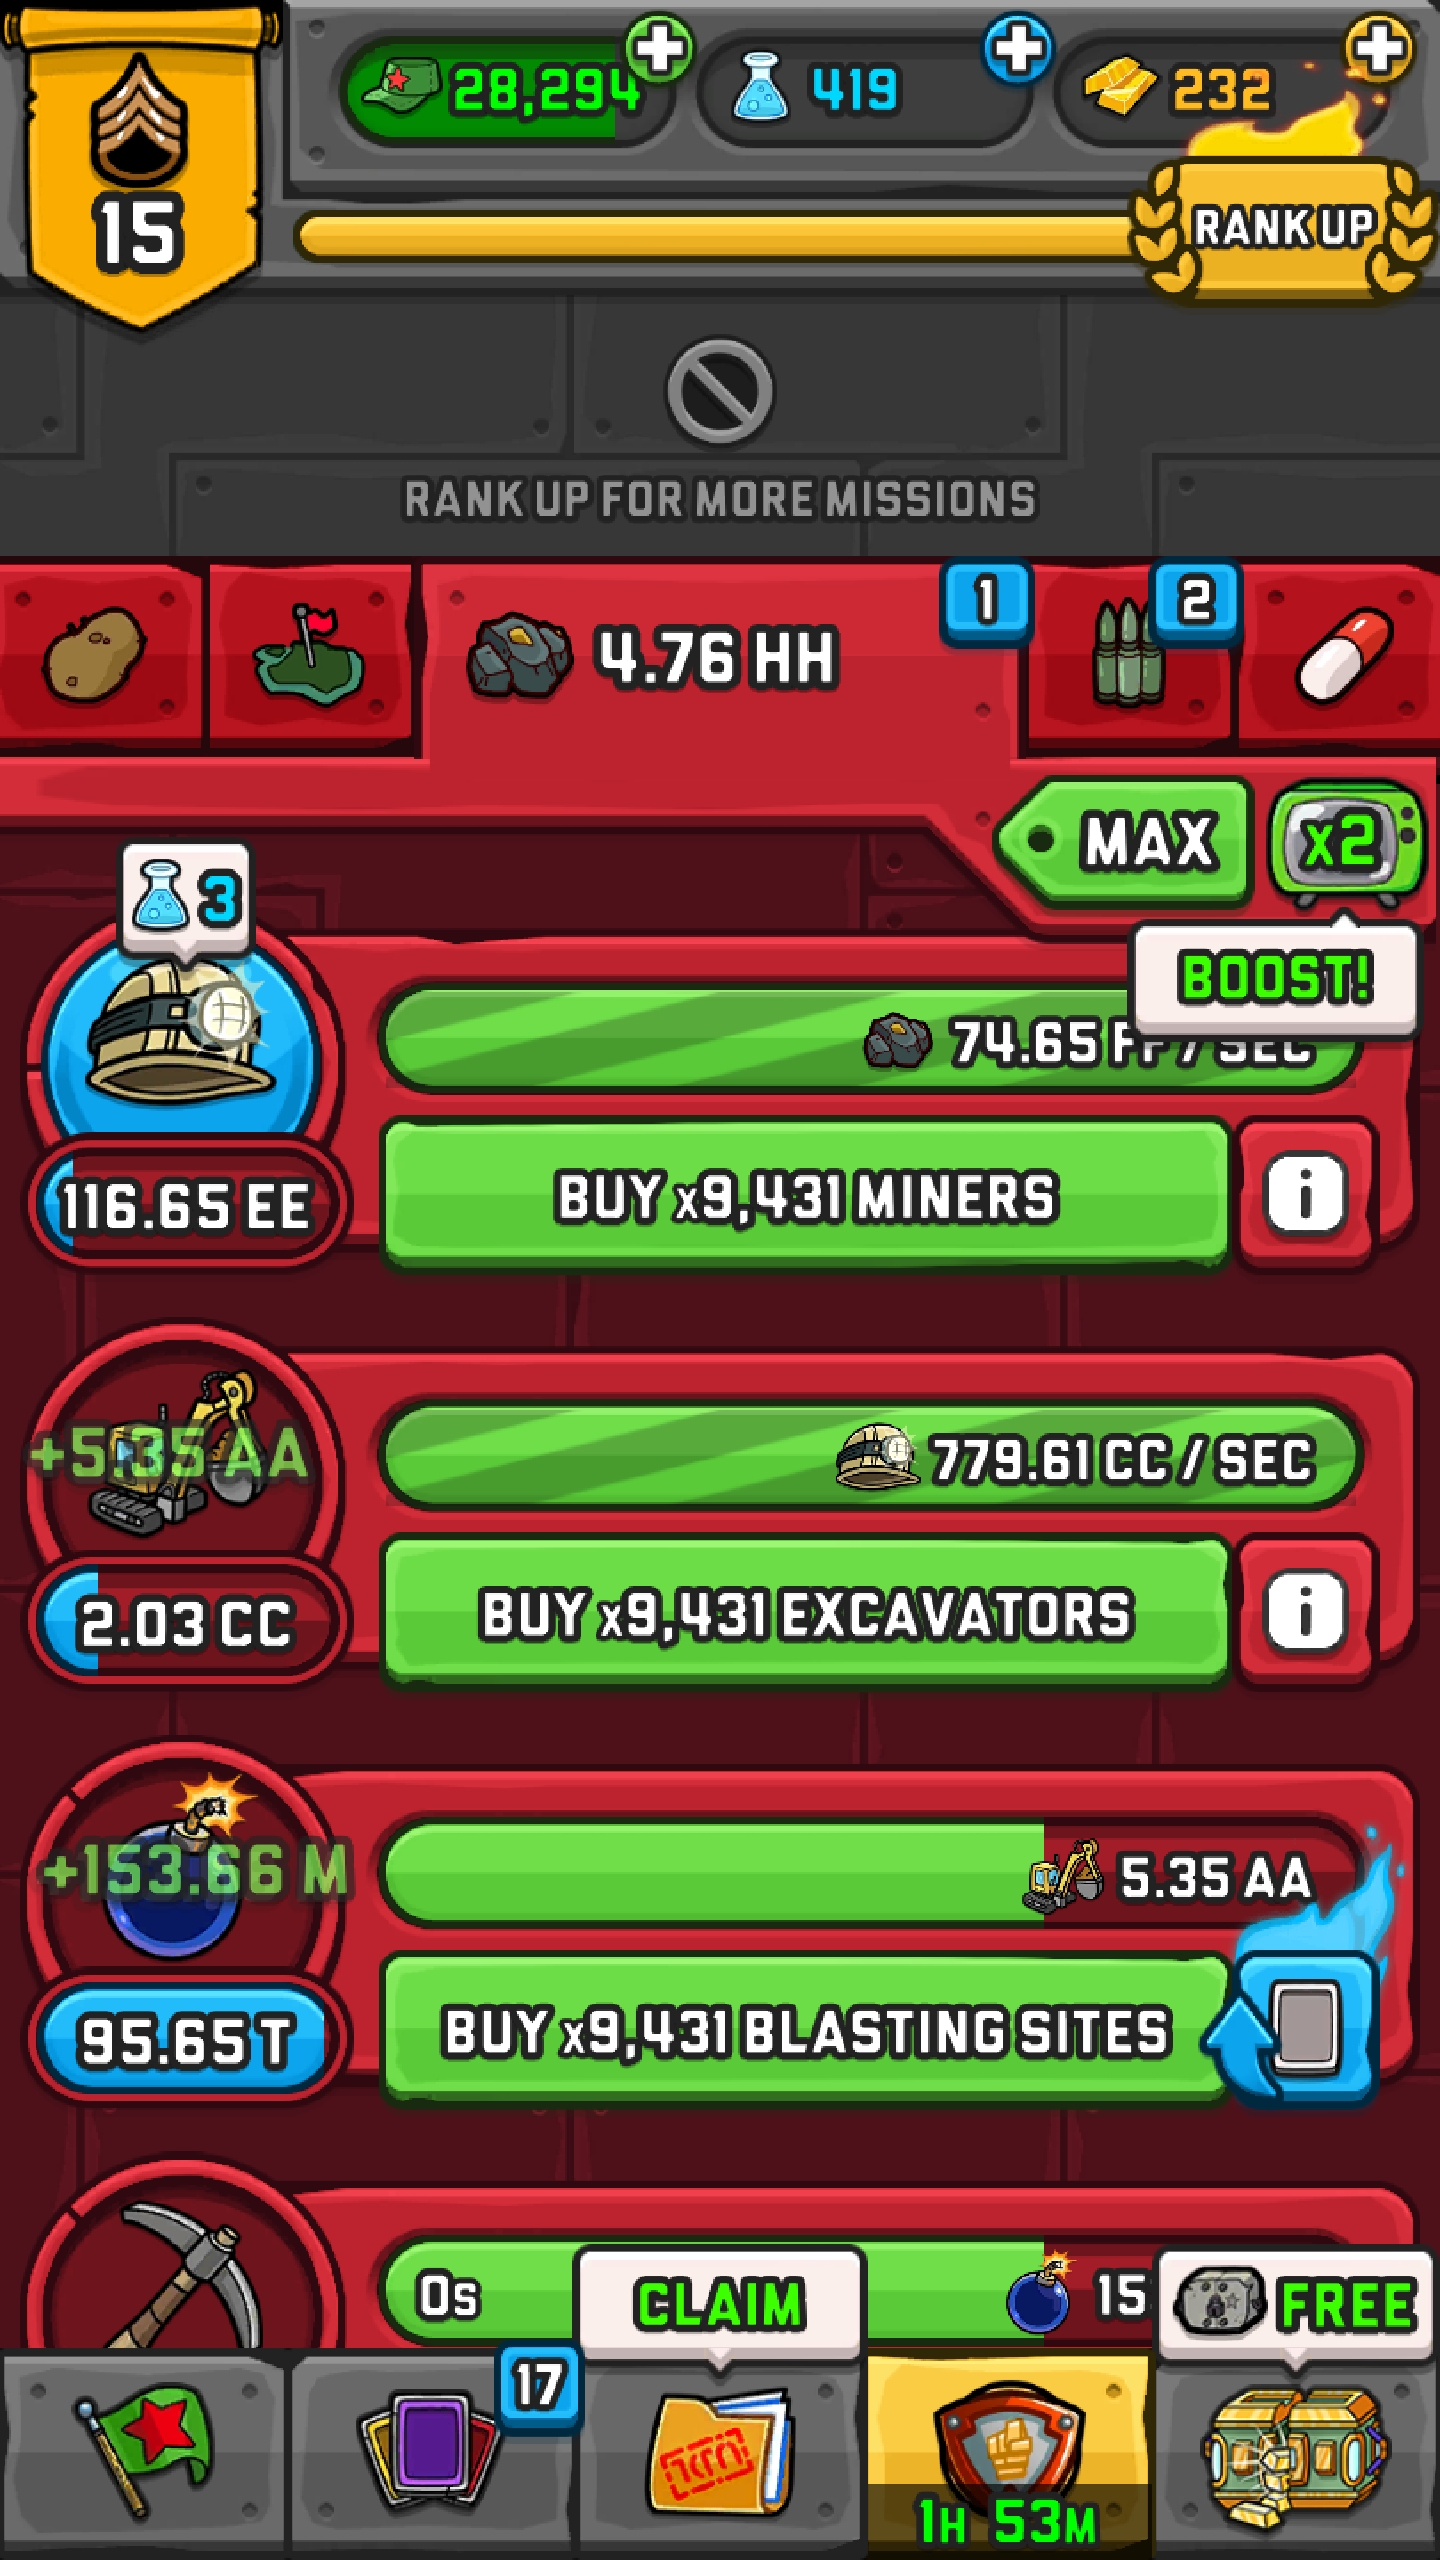 28,294
419
232
15
RANK UP
RANK UP FOR MORE MISSIONS
4.76 HH
1
2
MAX
x2
BOOST!
3
74.65 FF / SEC
116.65 EE
BUY x9,431 MINERS
i
+5.35 AA
779.61 CC / SEC
2.03 CC
BUY x9,431 EXCAVATORS
i
+153.66 M
5.35 AA
95.65 T
BUY x9,431 BLASTING SITES
0s
15
CLAIM
FREE
17
1H 53M